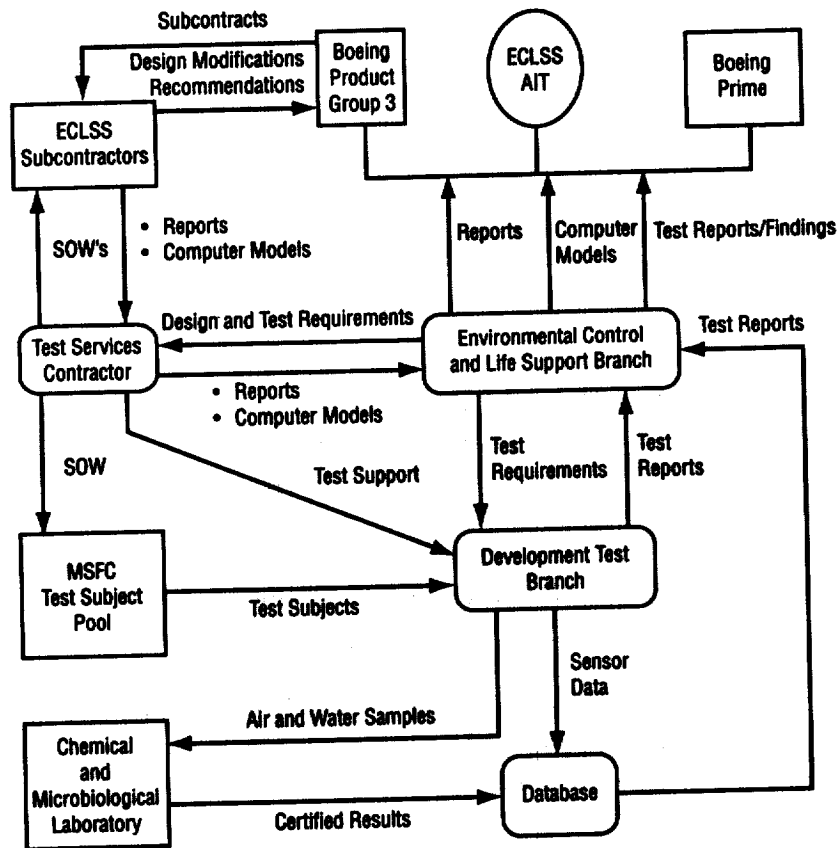 Subcontracts
Design Modifications
Recommendations
Boeing
Product
Group 3
ECLSS
AIT
Boeing
Prime
ECLSS
Subcontractors
SOW's
• Reports
• Computer Models
Reports
Computer
Models
Test Reports/Findings
Design and Test Requirements
Test Services
Contractor
Environmental Control
and Life Support Branch
Test Reports
• Reports
• Computer Models
SOW
Test Support
Test
Requirements
Test
Reports
MSFC
Test Subject
Pool
Test Subjects
Development Test
Branch
Sensor
Data
Air and Water Samples
Chemical
and
Microbiological
Laboratory
Certified Results
Database